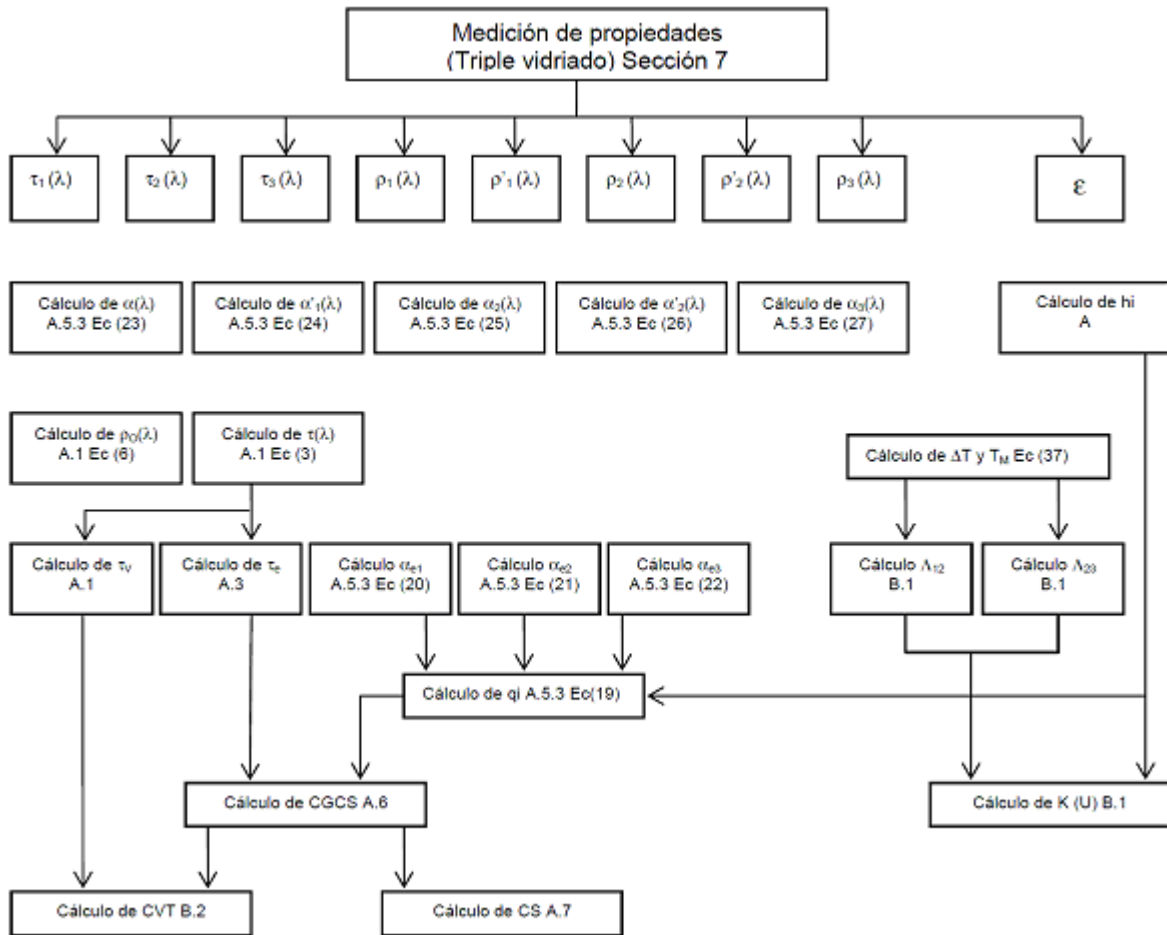 Medición de propiedades
(Triple vidriado) Sección 7
τ₁ (λ)
τ₂ (λ)
τ₃ (λ)
ρ₁ (λ)
ρ'₁ (λ)
ρ₂ (λ)
ρ'₂ (λ)
ρ₃ (λ)
ε
Cálculo de α(λ)
A.5.3 Ec (23)
Cálculo de α'₁(λ)
A.5.3 Ec (24)
Cálculo de α₂(λ)
A.5.3 Ec (25)
Cálculo de α'₂(λ)
A.5.3 Ec (26)
Cálculo de α₃(λ)
A.5.3 Ec (27)
Cálculo de hi
A
Cálculo de ρ₀(λ)
A.1 Ec (6)
Cálculo de τ(λ)
A.1 Ec (3)
Cálculo de ΔT y T_M Ec (37)
Cálculo de τᵥ
A.1
Cálculo de τₑ
A.3
Cálculo αₑ₁
A.5.3 Ec (20)
Cálculo αₑ₂
A.5.3 Ec (21)
Cálculo αₑ₃
A.5.3 Ec (22)
Cálculo Λ₁₂
B.1
Cálculo Λ₂₃
B.1
Cálculo de qi A.5.3 Ec(19)
Cálculo de CGCS A.6
Cálculo de K (U) B.1
Cálculo de CVT B.2
Cálculo de CS A.7